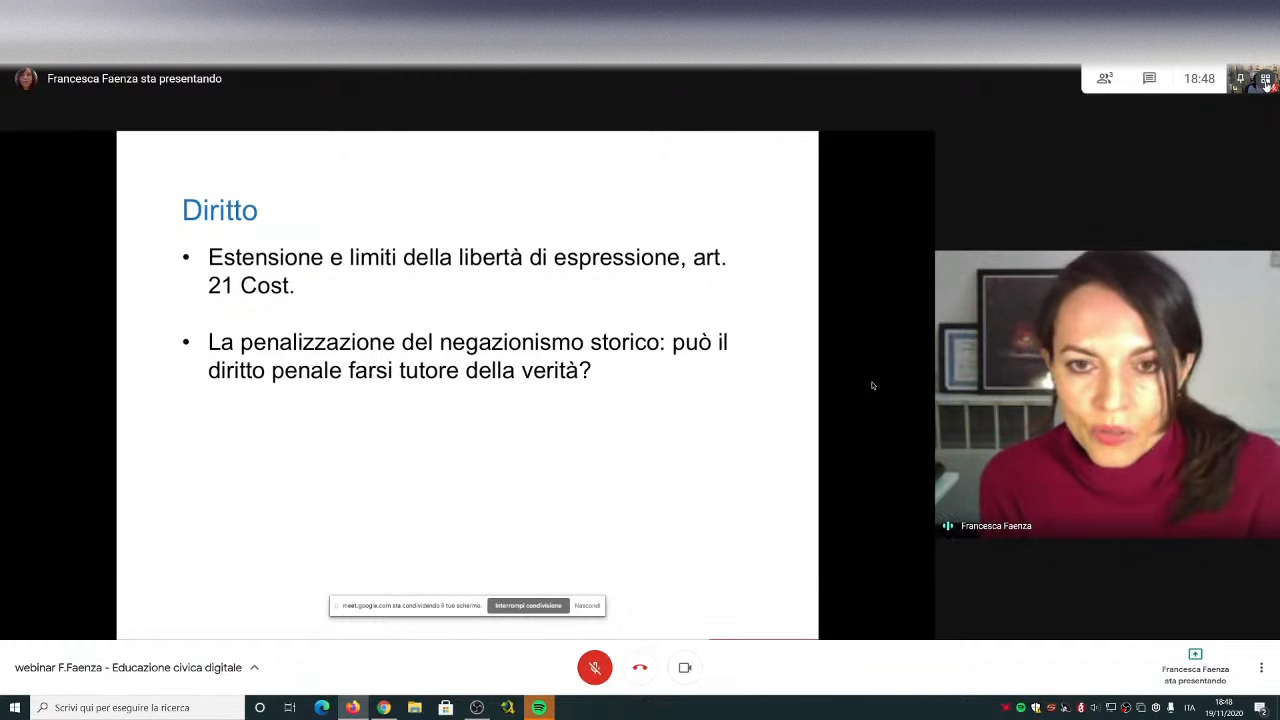 Francesca Faenza sta presentando
3
18:48
Diritto
• Estensione e limiti della libertà di espressione, art.
21 Cost.
• La penalizzazione del negazionismo storico: può il
diritto penale farsi tutore della verità?
Francesca Faenza
meet.google.com sta condividendo il tuo schermo.
Interrompi condivisione
Nascondi
webinar F.Faenza - Educazione civica digitale
Francesca Faenza
sta presentando
Scrivi qui per eseguire la ricerca
ITA
18:48
19/11/2020